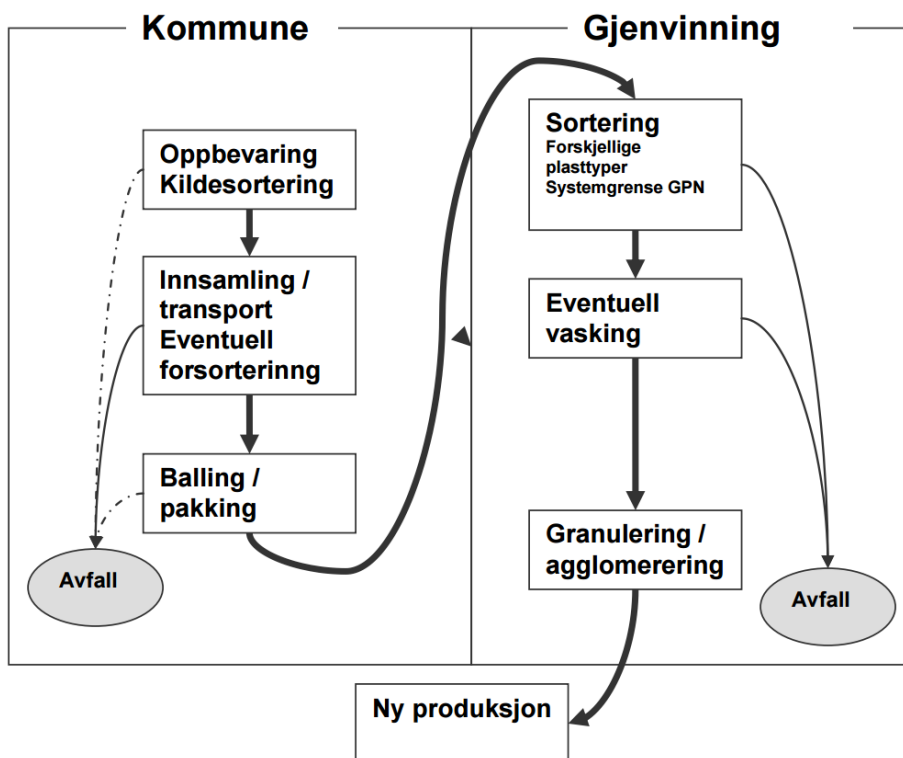 Kommune
Oppbevaring
Kildesortering
Innsamling /
transport
Eventuell
forsorterinng
Balling /
pakking
Avfall
Gjenvinning
Sortering
Forskjellige
plasttyper
Systemgrense GPN
Eventuell
vasking
Granulering /
agglomerering
Avfall
Ny produksjon